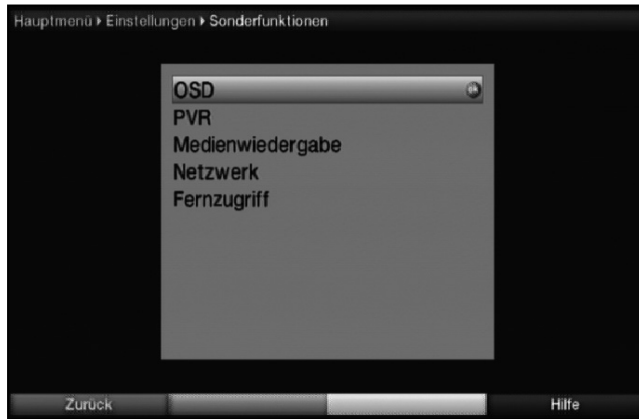 Hauptmenü ▸ Einstellungen ▸ Sonderfunktionen
OSD
PVR
Medienwiedergabe
Netzwerk
Fernzugriff
Zurück Hilfe